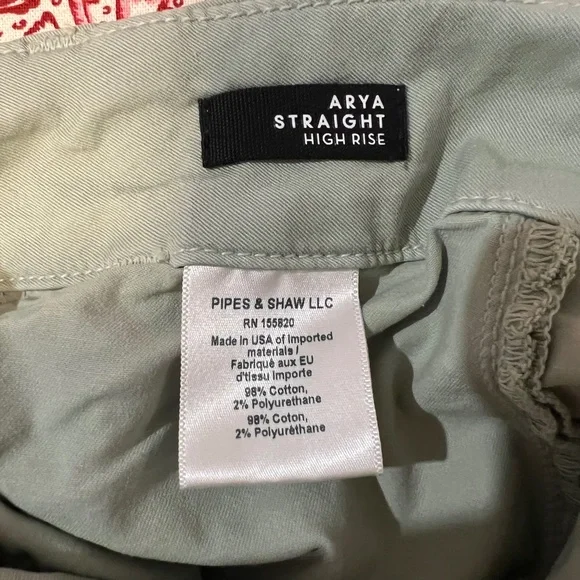 ARYA
STRAIGHT
HIGH RISE
PIPES & SHAW LLC
RN 155820
Made in USA of Imported
materials /
Fabriqué aux EU
d'tissu Importe
98% Cotton,
2% Polyurethane
98% Coton,
2% Polyuréthane